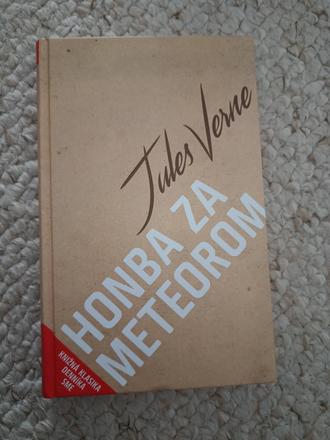 Jules Verne
HONBA ZA
METEOROM
KNIŽNÁ KLASIKA
DENNÍKA
SME